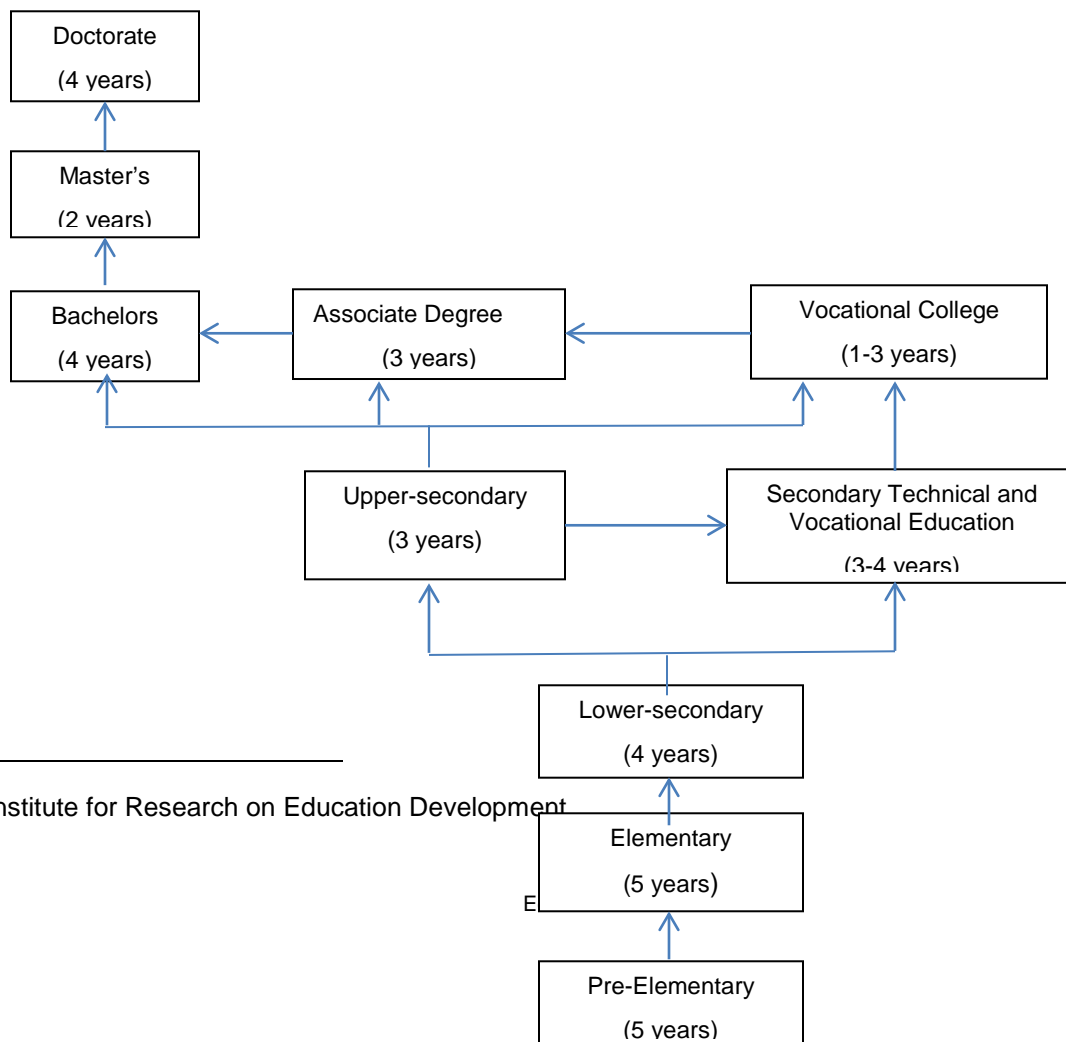 Doctorate
(4 years)
Master’s
(2 years)
Bachelors
(4 years)
Associate Degree
(3 years)
Vocational College
(1-3 years)
Upper-secondary
(3 years)
Secondary Technical and
Vocational Education
(3-4 years)
Lower-secondary
(4 years)
nstitute for Research on Education Development
Elementary
(5 years)
E
Pre-Elementary
(5 years)